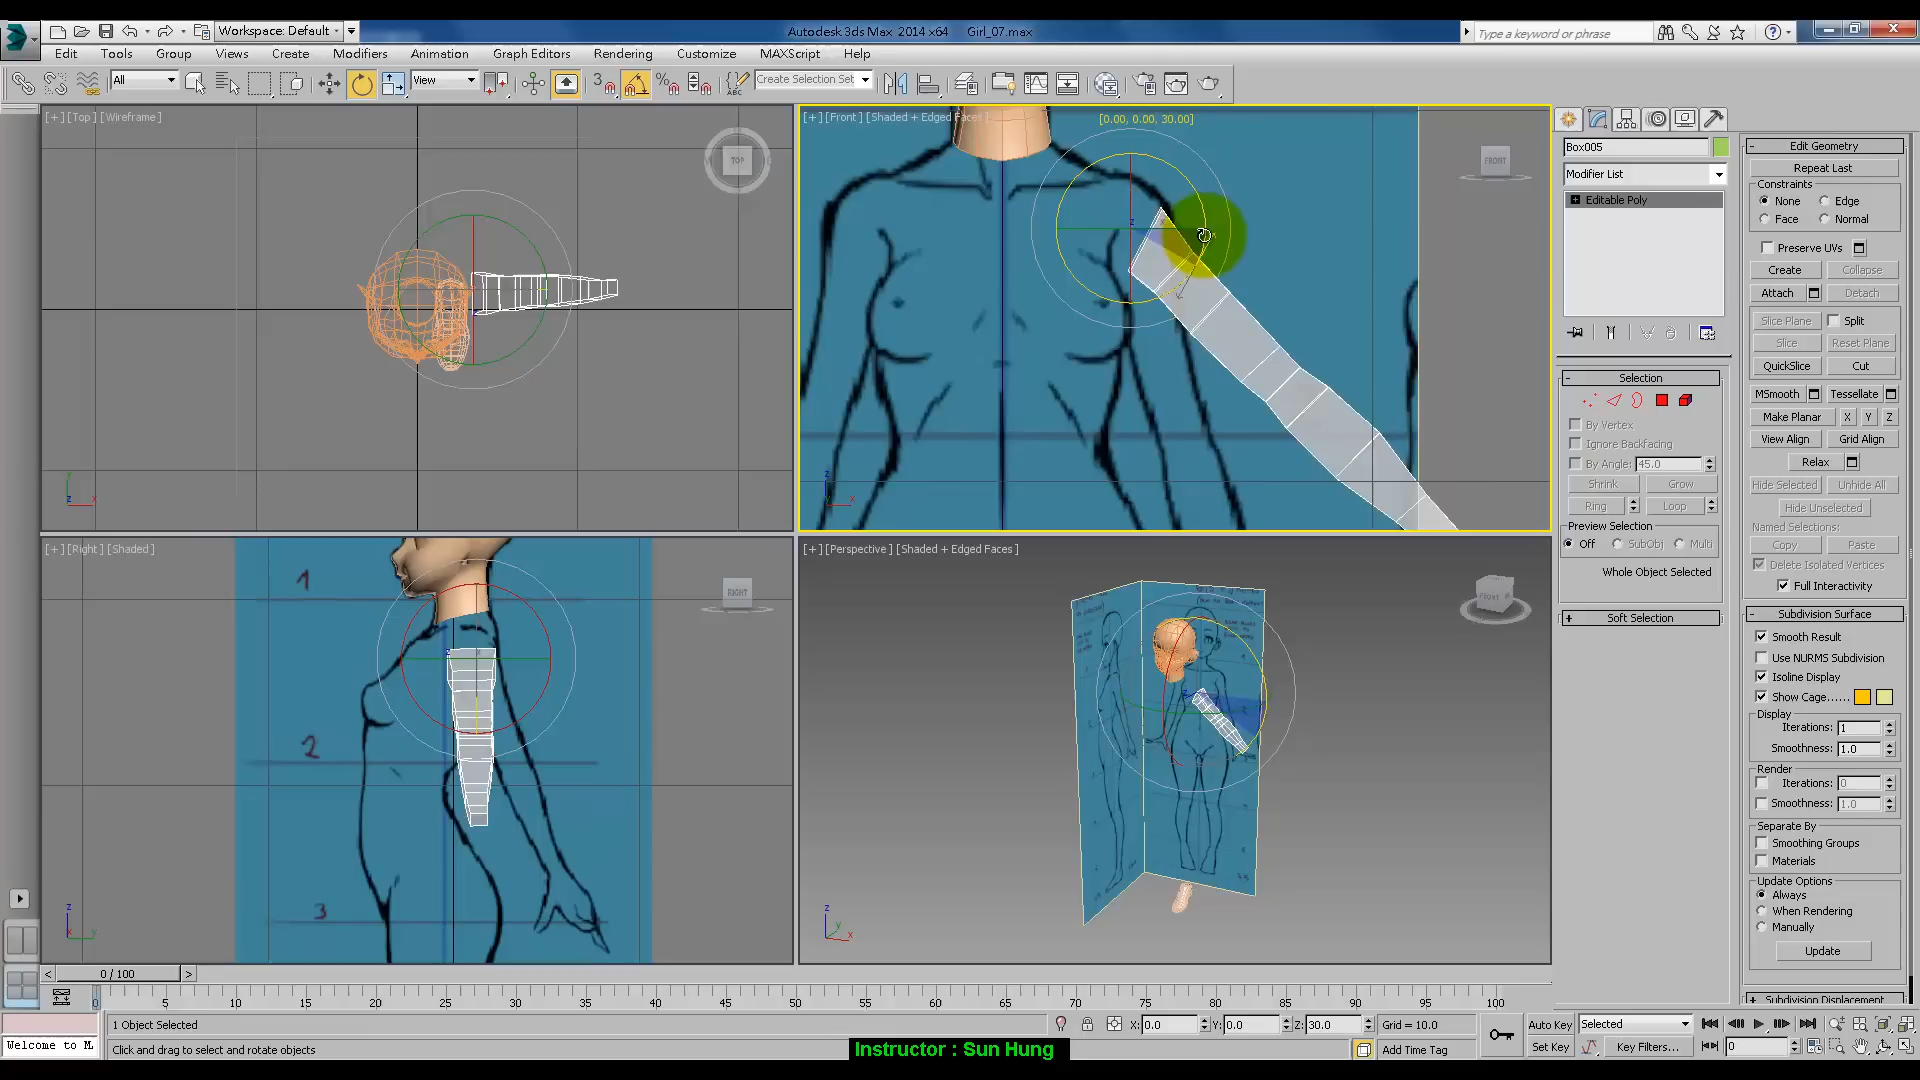 Workspace: Default
Autodesk 3ds Max 2014 x64 Girl_07.max
Type a keyword or phrase
Edit Tools Group Views Create Modifiers Animation Graph Editors Rendering Customize MAXScript Help
All
View
3
Create Selection Set
[+] [Top] [Wireframe]
TOP
[+] [Front] [Shaded + Edged Faces ]
[0.00, 0.00, 30.00]
FRONT
[+] [Right] [Shaded]
RIGHT
1
2
3
[+] [Perspective] [Shaded + Edged Faces ]
FRONT
Box005
Modifier List
Editable Poly
Selection
By Vertex
Ignore Backfacing
By Angle: 45.0
Shrink Grow
Ring Loop
Preview Selection
Off SubObj Multi
Whole Object Selected
Soft Selection
Edit Geometry
Repeat Last
Constraints
None Edge
Face Normal
Preserve UVs
Create Collapse
Attach Detach
Slice Plane Split
Slice Reset Plane
QuickSlice Cut
MSmooth Tessellate
Make Planar X Y Z
View Align Grid Align
Relax
Hide Selected Unhide All
Hide Unselected
Named Selections:
Copy Paste
Delete Isolated Vertices
Full Interactivity
Subdivision Surface
Smooth Result
Use NURMS Subdivision
Isoline Display
Show Cage......
Display
Iterations: 1
Smoothness: 1.0
Render
Iterations: 0
Smoothness: 1.0
Separate By
Smoothing Groups
Materials
Update Options
Always
When Rendering
Manually
Update
Subdivision Displacement
0 / 100
0 5 10 15 20 25 30 35 40 45 50 55 60 65 70 75 80 85 90 95 100
1 Object Selected
X: 0.0 Y: 0.0 Z: 30.0 Grid = 10.0
Auto Key Selected
Welcome to M
Click and drag to select and rotate objects
Instructor : Sun Hung
Add Time Tag
Set Key Key Filters... 0